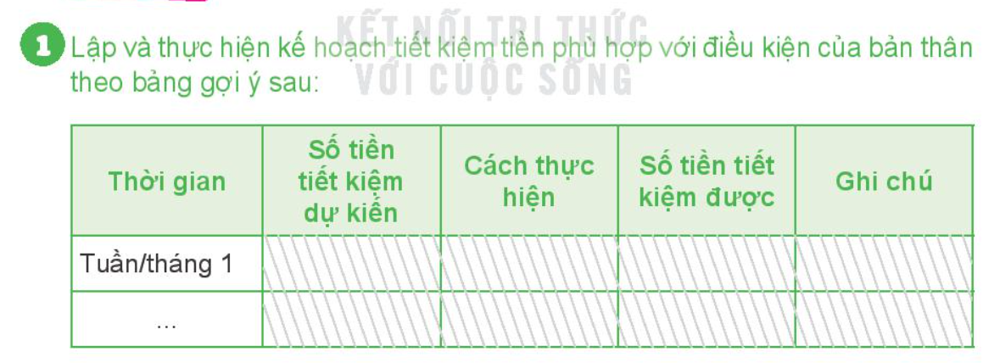 KẾT NỐI TRI THỨC
VỚI CUỘC SỐNG
1 Lập và thực hiện kế hoạch tiết kiệm tiền phù hợp với điều kiện của bản thân
theo bảng gợi ý sau:
Thời gian
Số tiền
tiết kiệm
dự kiến
Cách thực
hiện
Số tiền tiết
kiệm được
Ghi chú
Tuần/tháng 1
...